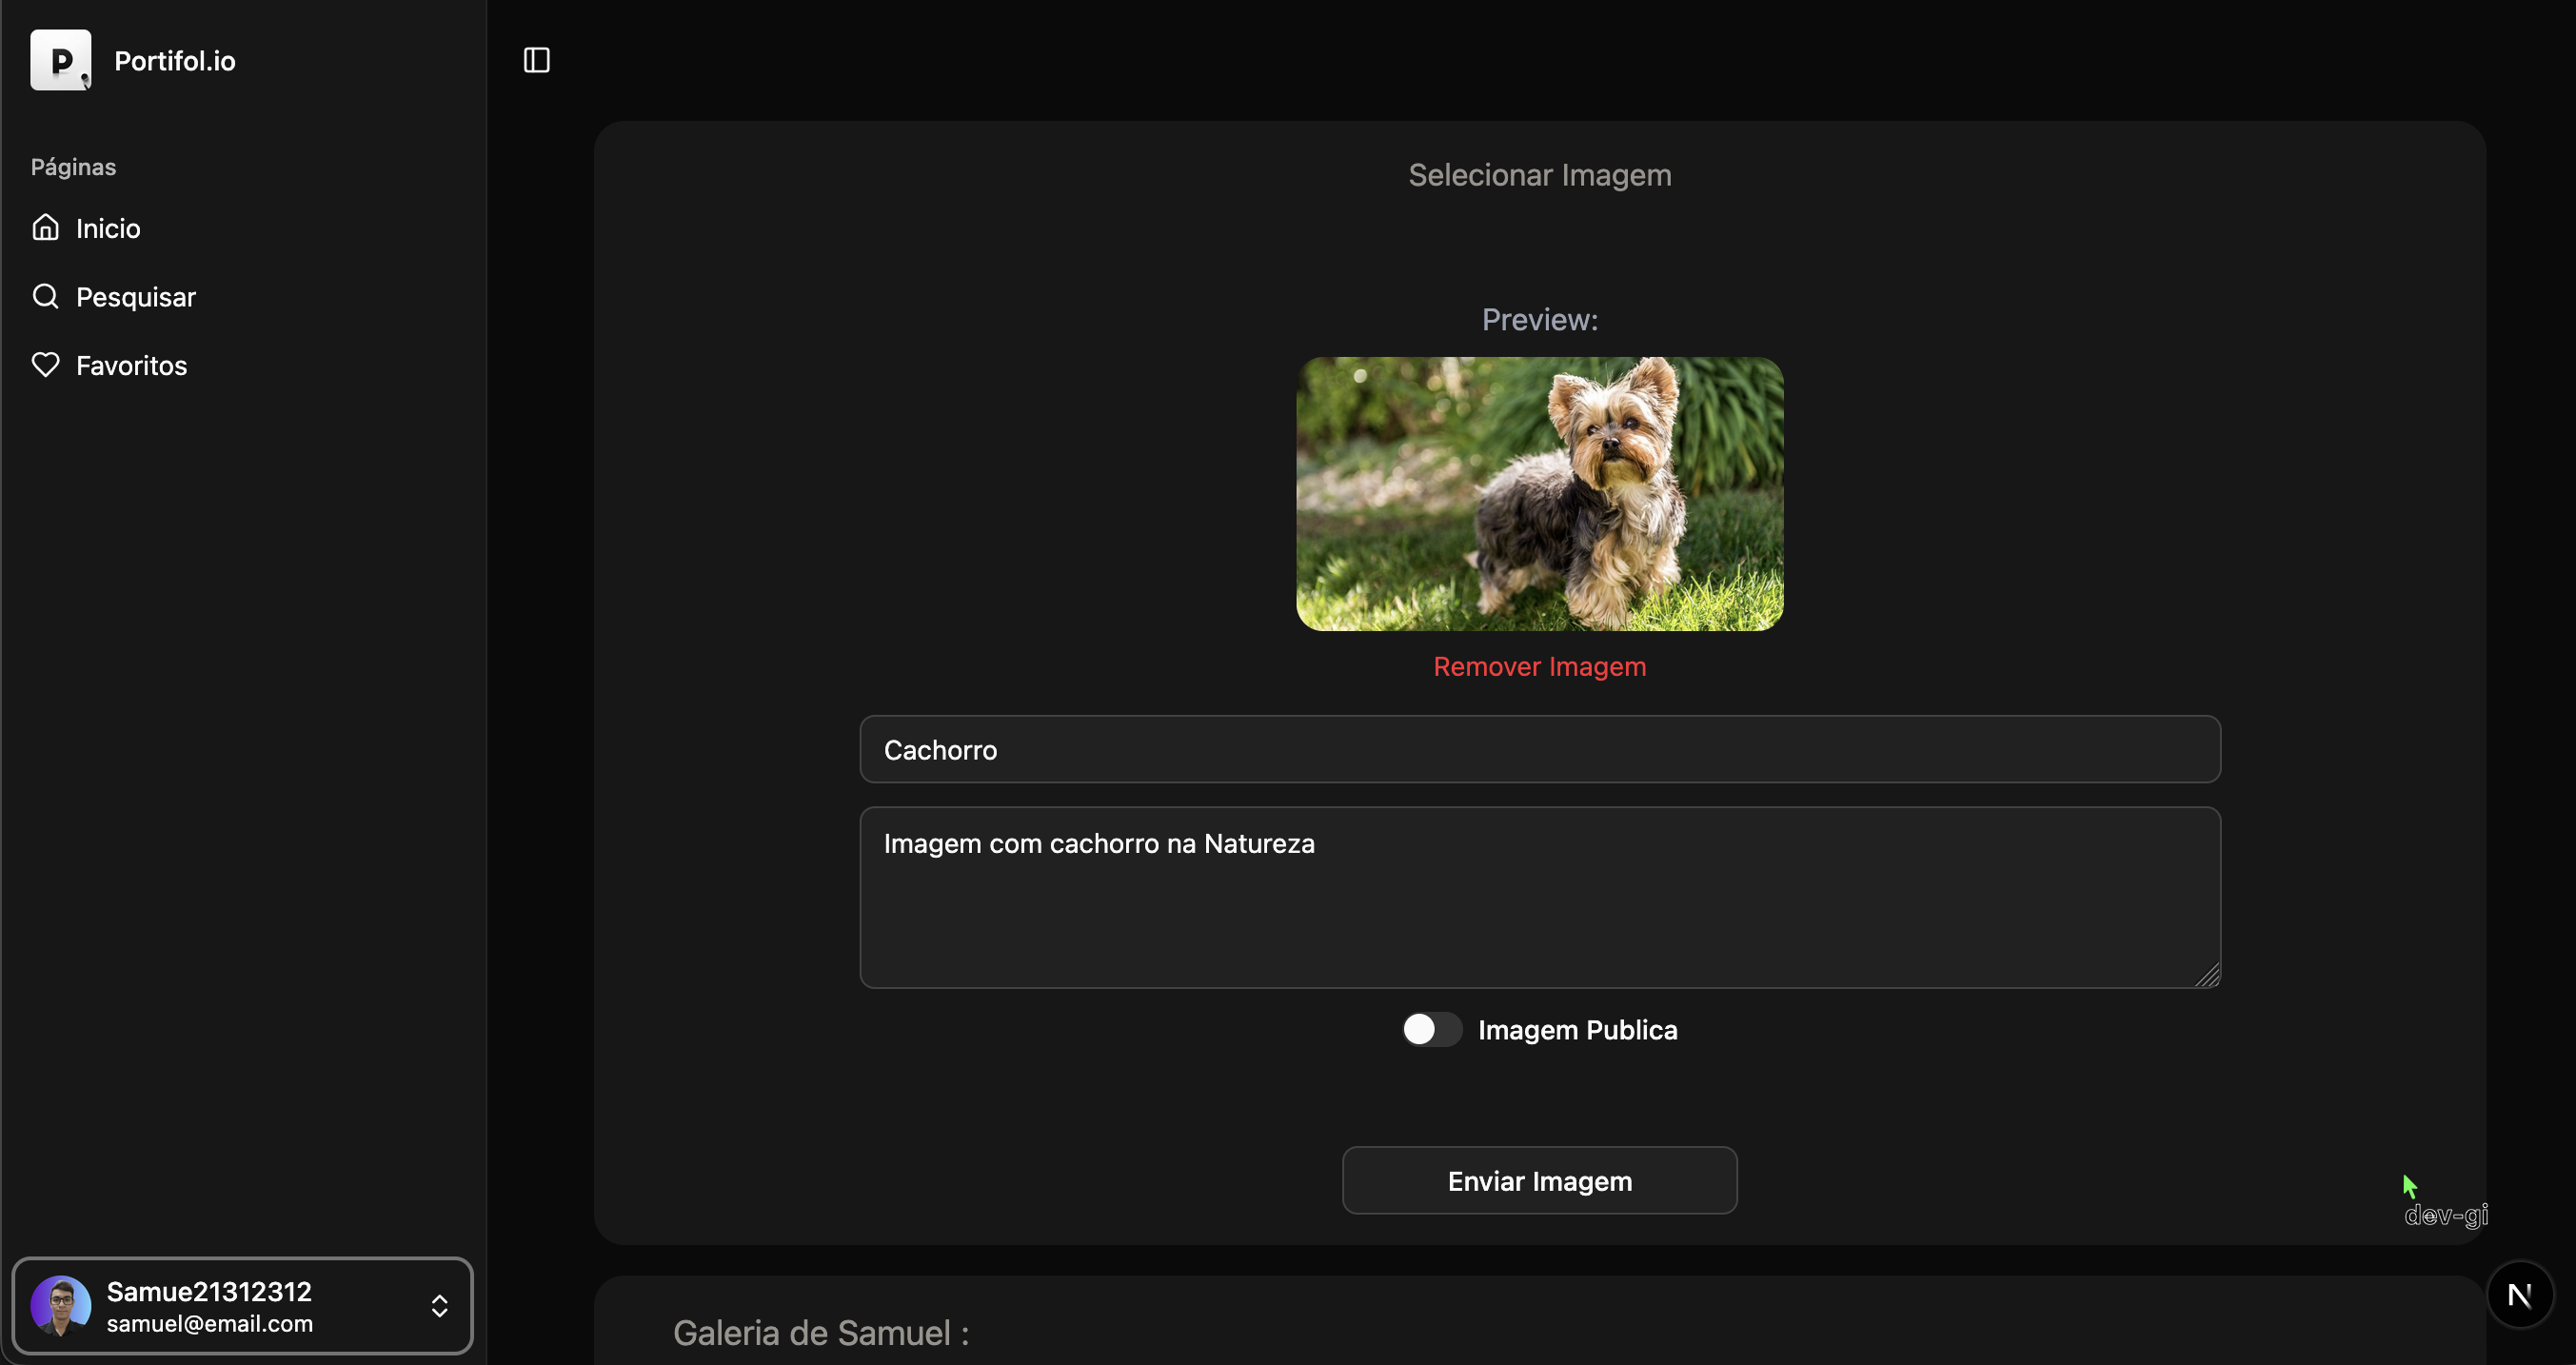 P.
Portifol.io
Páginas
Inicio
Pesquisar
Favoritos
Samue21312312
samuel@email.com
Selecionar Imagem
Preview:
Remover Imagem
Cachorro
Imagem com cachorro na Natureza
Imagem Publica
Enviar Imagem
dev-gi
Galeria de Samuel :
N